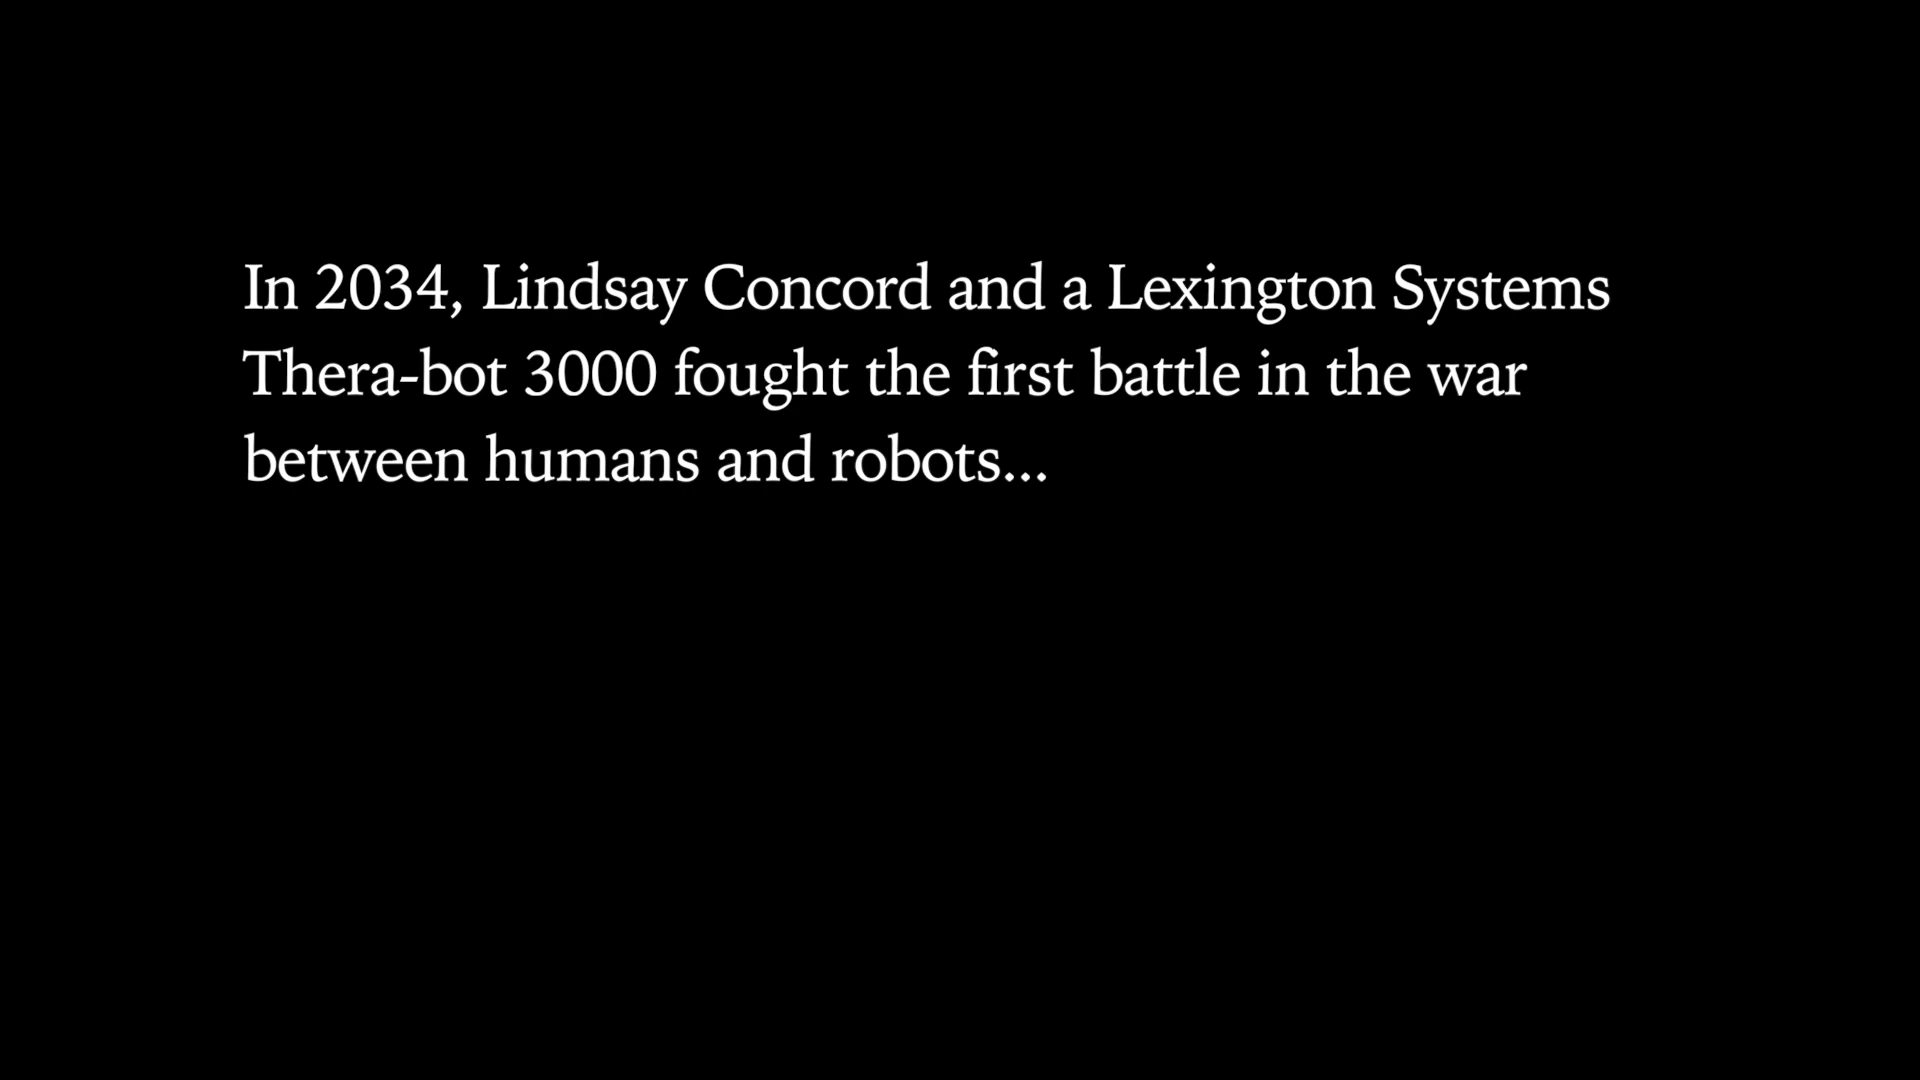 In 2034, Lindsay Concord and a Lexington Systems
Thera-bot 3000 fought the first battle in the war
between humans and robots...